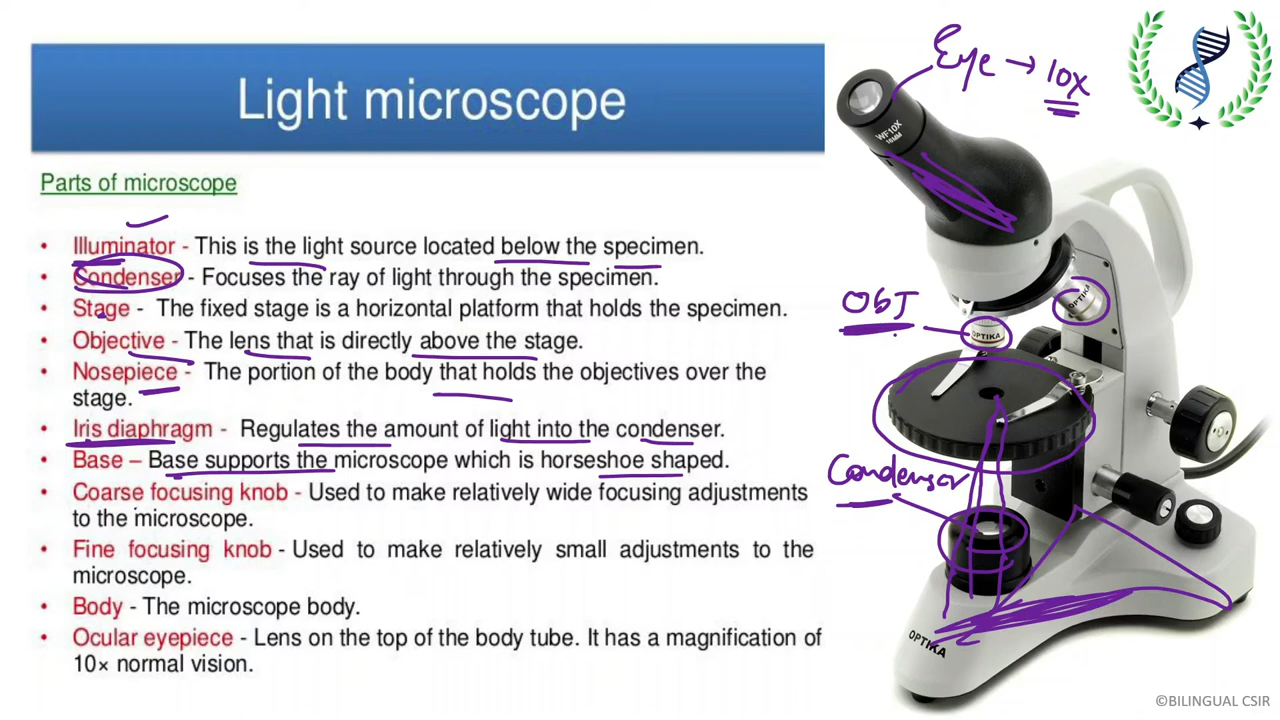 Light microscope
Parts of microscope
• Illuminator - This is the light source located below the specimen.
• Condenser - Focuses the ray of light through the specimen.
• Stage - The fixed stage is a horizontal platform that holds the specimen.
• Objective - The lens that is directly above the stage.
• Nosepiece - The portion of the body that holds the objectives over the
stage.
• Iris diaphragm - Regulates the amount of light into the condenser.
• Base – Base supports the microscope which is horseshoe shaped.
• Coarse focusing knob - Used to make relatively wide focusing adjustments
to the microscope.
• Fine focusing knob - Used to make relatively small adjustments to the
microscope.
• Body - The microscope body.
• Ocular eyepiece - Lens on the top of the body tube. It has a magnification of
10× normal vision.
Eye → 10X
WF10X
18MM
OPTIKA
OBJ
OPTIKA
Condensor
OPTIKA
©BILINGUAL CSIR